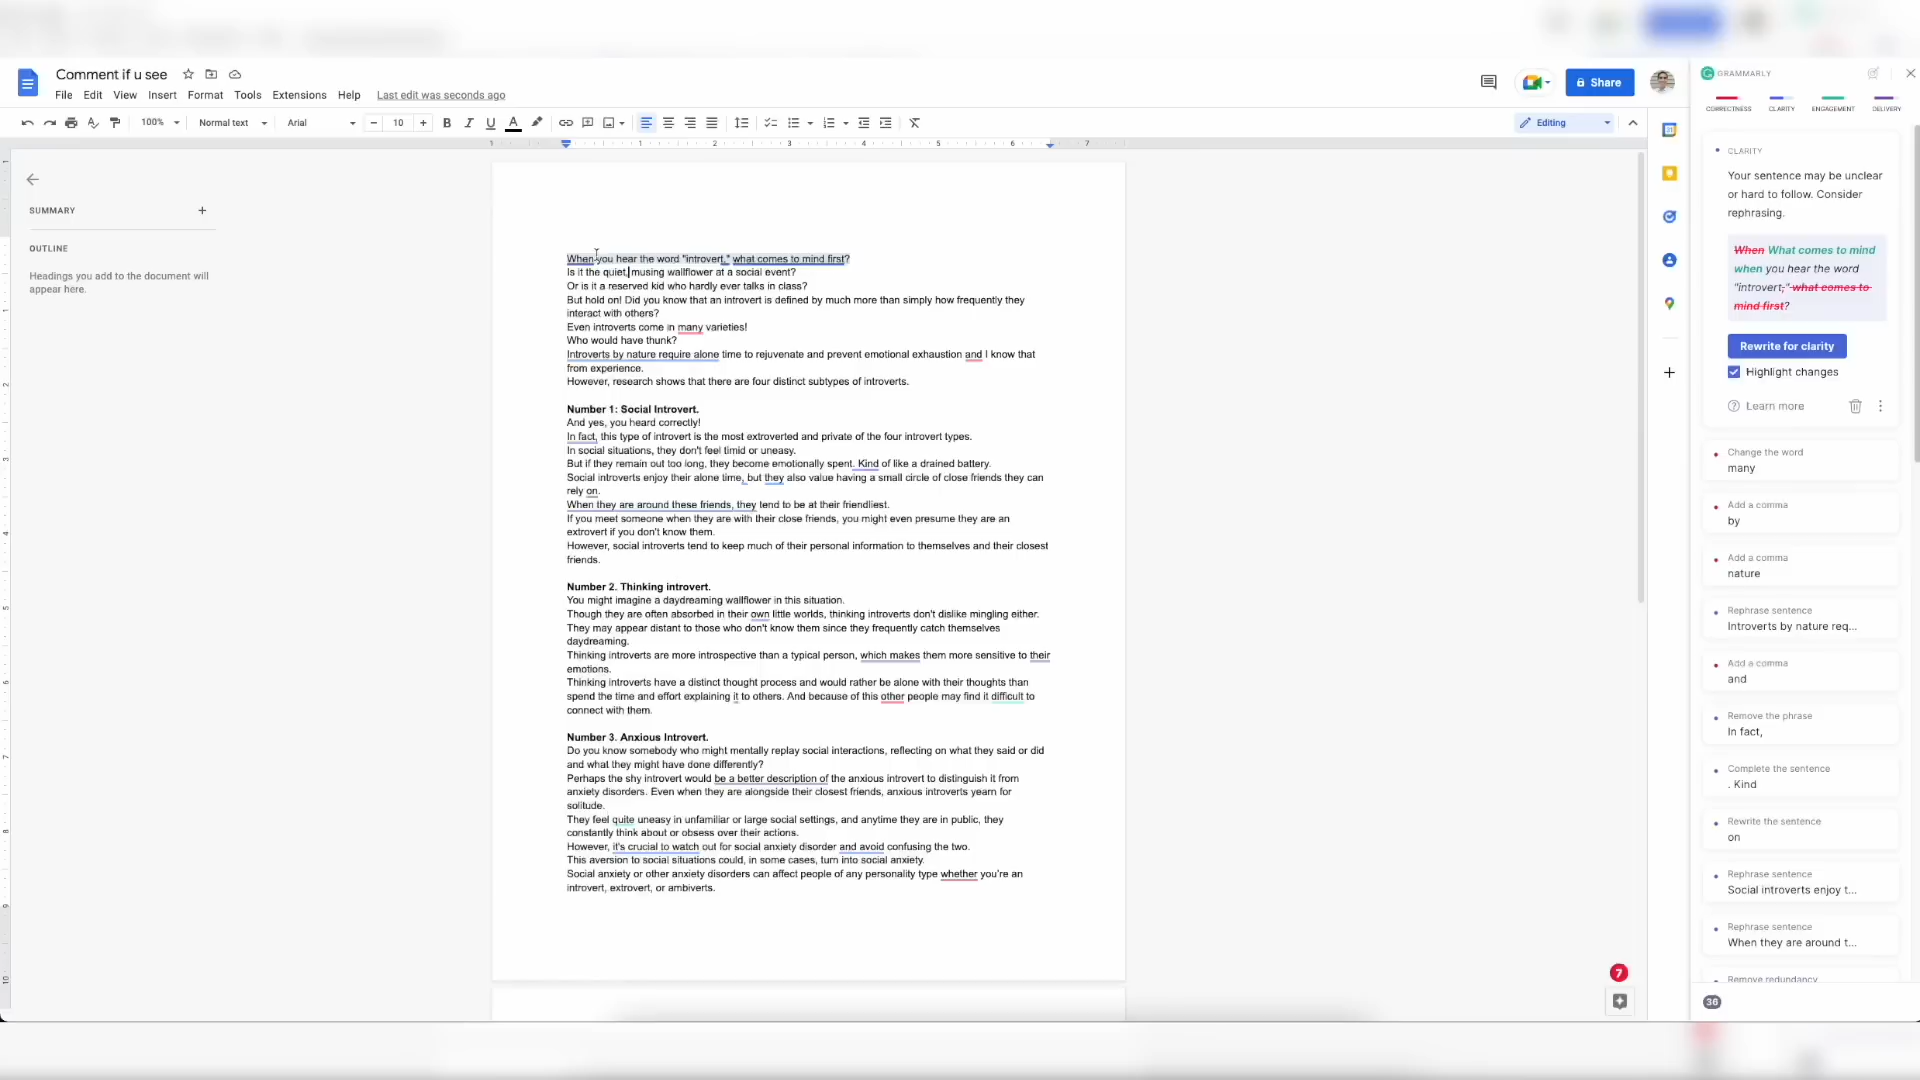 Comment if u see
File Edit View Insert Format Tools Extensions Help Last edit was seconds ago
Share
100% Normal text Arial 10 Editing
1 1 2 3 4 5 6 7
SUMMARY
OUTLINE
Headings you add to the document will
appear here.
When you hear the word "introvert," what comes to mind first?
Is it the quiet, musing wallflower at a social event?
Or is it a reserved kid who hardly ever talks in class?
But hold on! Did you know that an introvert is defined by much more than simply how frequently they
interact with others?
Even introverts come in many varieties!
Who would have thunk?
Introverts by nature require alone time to rejuvenate and prevent emotional exhaustion and I know that
from experience.
However, research shows that there are four distinct subtypes of introverts.
Number 1: Social Introvert.
And yes, you heard correctly!
In fact, this type of introvert is the most extroverted and private of the four introvert types.
In social situations, they don't feel timid or uneasy.
But if they remain out too long, they become emotionally spent. Kind of like a drained battery.
Social introverts enjoy their alone time, but they also value having a small circle of close friends they can
rely on.
When they are around these friends, they tend to be at their friendliest.
If you meet someone when they are with their close friends, you might even presume they are an
extrovert if you don't know them.
However, social introverts tend to keep much of their personal information to themselves and their closest
friends.
Number 2. Thinking introvert.
You might imagine a daydreaming wallflower in this situation.
Though they are often absorbed in their own little worlds, thinking introverts don't dislike mingling either.
They may appear distant to those who don't know them since they frequently catch themselves
daydreaming.
Thinking introverts are more introspective than a typical person, which makes them more sensitive to their
emotions.
Thinking introverts have a distinct thought process and would rather be alone with their thoughts than
spend the time and effort explaining it to others. And because of this other people may find it difficult to
connect with them.
Number 3. Anxious Introvert.
Do you know somebody who might mentally replay social interactions, reflecting on what they said or did
and what they might have done differently?
Perhaps the shy introvert would be a better description of the anxious introvert to distinguish it from
anxiety disorders. Even when they are alongside their closest friends, anxious introverts yearn for
solitude.
They feel quite uneasy in unfamiliar or large social settings, and anytime they are in public, they
constantly think about or obsess over their actions.
However, it's crucial to watch out for social anxiety disorder and avoid confusing the two.
This aversion to social situations could, in some cases, turn into social anxiety.
Social anxiety or other anxiety disorders can affect people of any personality type whether you're an
introvert, extrovert, or ambiverts.
7
GRAMMARLY
CORRECTNESS CLARITY ENGAGEMENT DELIVERY
CLARITY
Your sentence may be unclear
or hard to follow. Consider
rephrasing.
When What comes to mind
when you hear the word
"introvert," what comes to
mind first?
Rewrite for clarity
Highlight changes
Learn more
Change the word
many
Add a comma
by
Add a comma
nature
Rephrase sentence
Introverts by nature req...
Add a comma
and
Remove the phrase
In fact,
Complete the sentence
. Kind
Rewrite the sentence
on
Rephrase sentence
Social introverts enjoy t...
Rephrase sentence
When they are around t...
Remove redundancy
36